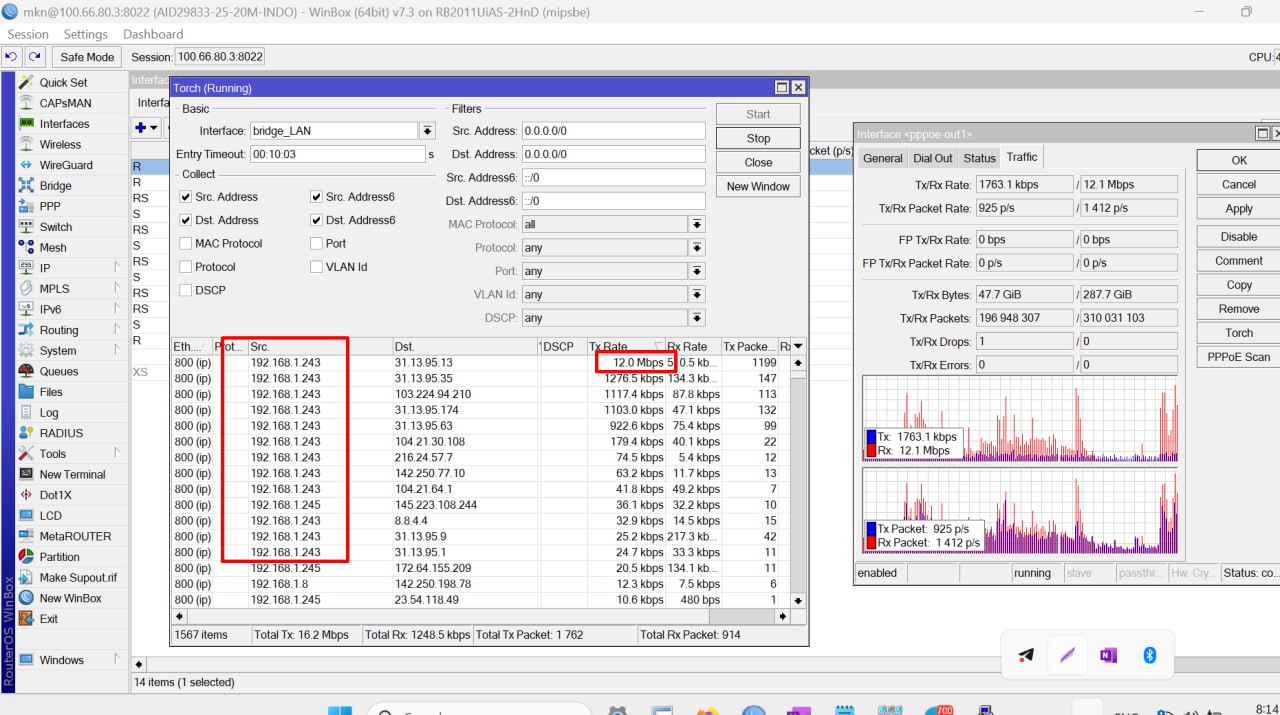 mkn@100.66.80.3:8022 (AID29833-25-20M-INDO) - WinBox (64bit) v7.3 on RB2011UiAS-2HnD (mipsbe)
Session Settings Dashboard
Safe Mode Session: 100.66.80.3:8022 CPU:
Quick Set
CAPsMAN
Interfaces
Wireless
WireGuard
Bridge
PPP
Switch
Mesh
IP
MPLS
IPv6
Routing
System
Queues
Files
Log
RADIUS
Tools
New Terminal
Dot1X
LCD
MetaROUTER
Partition
Make Supout.rif
New WinBox
Exit
Windows
RouterOS WinBox
R
R
RS
S
RS
S
RS
S
RS
RS
S
R
XS
Torch (Running)
Basic
Interface: bridge_LAN
Entry Timeout: 00:10:03 s
Collect
Src. Address Src. Address6
Dst. Address Dst. Address6
MAC Protocol Port
Protocol VLAN Id
DSCP
Filters
Src. Address: 0.0.0.0/0
Dst. Address: 0.0.0.0/0
Src. Address6: ::/0
Dst. Address6: ::/0
MAC Protocol: all
Protocol: any
Port: any
VLAN Id: any
DSCP: any
Start
Stop
Close
New Window
Eth.... Prot... Src. Dst. DSCP Tx Rate Rx Rate Tx Packe...
800 (ip) 192.168.1.243 31.13.95.13 12.0 Mbps 1199
800 (ip) 192.168.1.243 31.13.95.35 1276.5 kbps 134.3 kb... 147
800 (ip) 192.168.1.243 103.224.94.210 1117.4 kbps 87.8 kbps 113
800 (ip) 192.168.1.243 31.13.95.174 1103.0 kbps 47.1 kbps 132
800 (ip) 192.168.1.243 31.13.95.63 922.6 kbps 75.4 kbps 99
800 (ip) 192.168.1.243 104.21.30.108 179.4 kbps 40.1 kbps 22
800 (ip) 192.168.1.243 216.24.57.7 74.5 kbps 5.4 kbps 12
800 (ip) 192.168.1.243 142.270.77.10 63.2 kbps 11.7 kbps 13
800 (ip) 192.168.1.243 104.21.64.1 41.8 kbps 49.2 kbps 7
800 (ip) 192.168.1.245 145.223.108.244 36.1 kbps 32.2 kbps 10
800 (ip) 192.168.1.243 8.8.4.4 32.9 kbps 14.5 kbps 15
800 (ip) 192.168.1.243 31.13.95.9 25.2 kbps 217.3 kb... 42
800 (ip) 192.168.1.243 31.13.95.1 24.7 kbps 33.3 kbps 11
800 (ip) 192.168.1.245 172.64.155.209 20.5 kbps 134.1 kb... 11
800 (ip) 192.168.1.8 142.250.198.78 12.3 kbps 7.5 kbps 6
800 (ip) 192.168.1.245 23.54.118.49 10.6 kbps 480 bps 1
1567 items Total Tx: 16.2 Mbps Total Rx: 1248.5 kbps Total Tx Packet: 1 762 Total Rx Packet: 914
14 items (1 selected)
Interface <pppoe-out1>
General Dial Out Status Traffic
Tx/Rx Rate: 1763.1 kbps / 12.1 Mbps
Tx/Rx Packet Rate: 925 p/s / 1 412 p/s
FP Tx/Rx Rate: 0 bps / 0 bps
FP Tx/Rx Packet Rate: 0 p/s / 0 p/s
Tx/Rx Bytes: 47.7 GiB / 287.7 GiB
Tx/Rx Packets: 196 948 307 / 310 031 103
Tx/Rx Drops: 1 / 0
Tx/Rx Errors: 0 / 0
Tx: 1763.1 kbps
Rx: 12.1 Mbps
Tx Packet: 925 p/s
Rx Packet: 1 412 p/s
enabled running slave passthr... Hw. Cry... Status: co...
OK
Cancel
Apply
Disable
Comment
Copy
Remove
Torch
PPPoE Scan
700
8:14